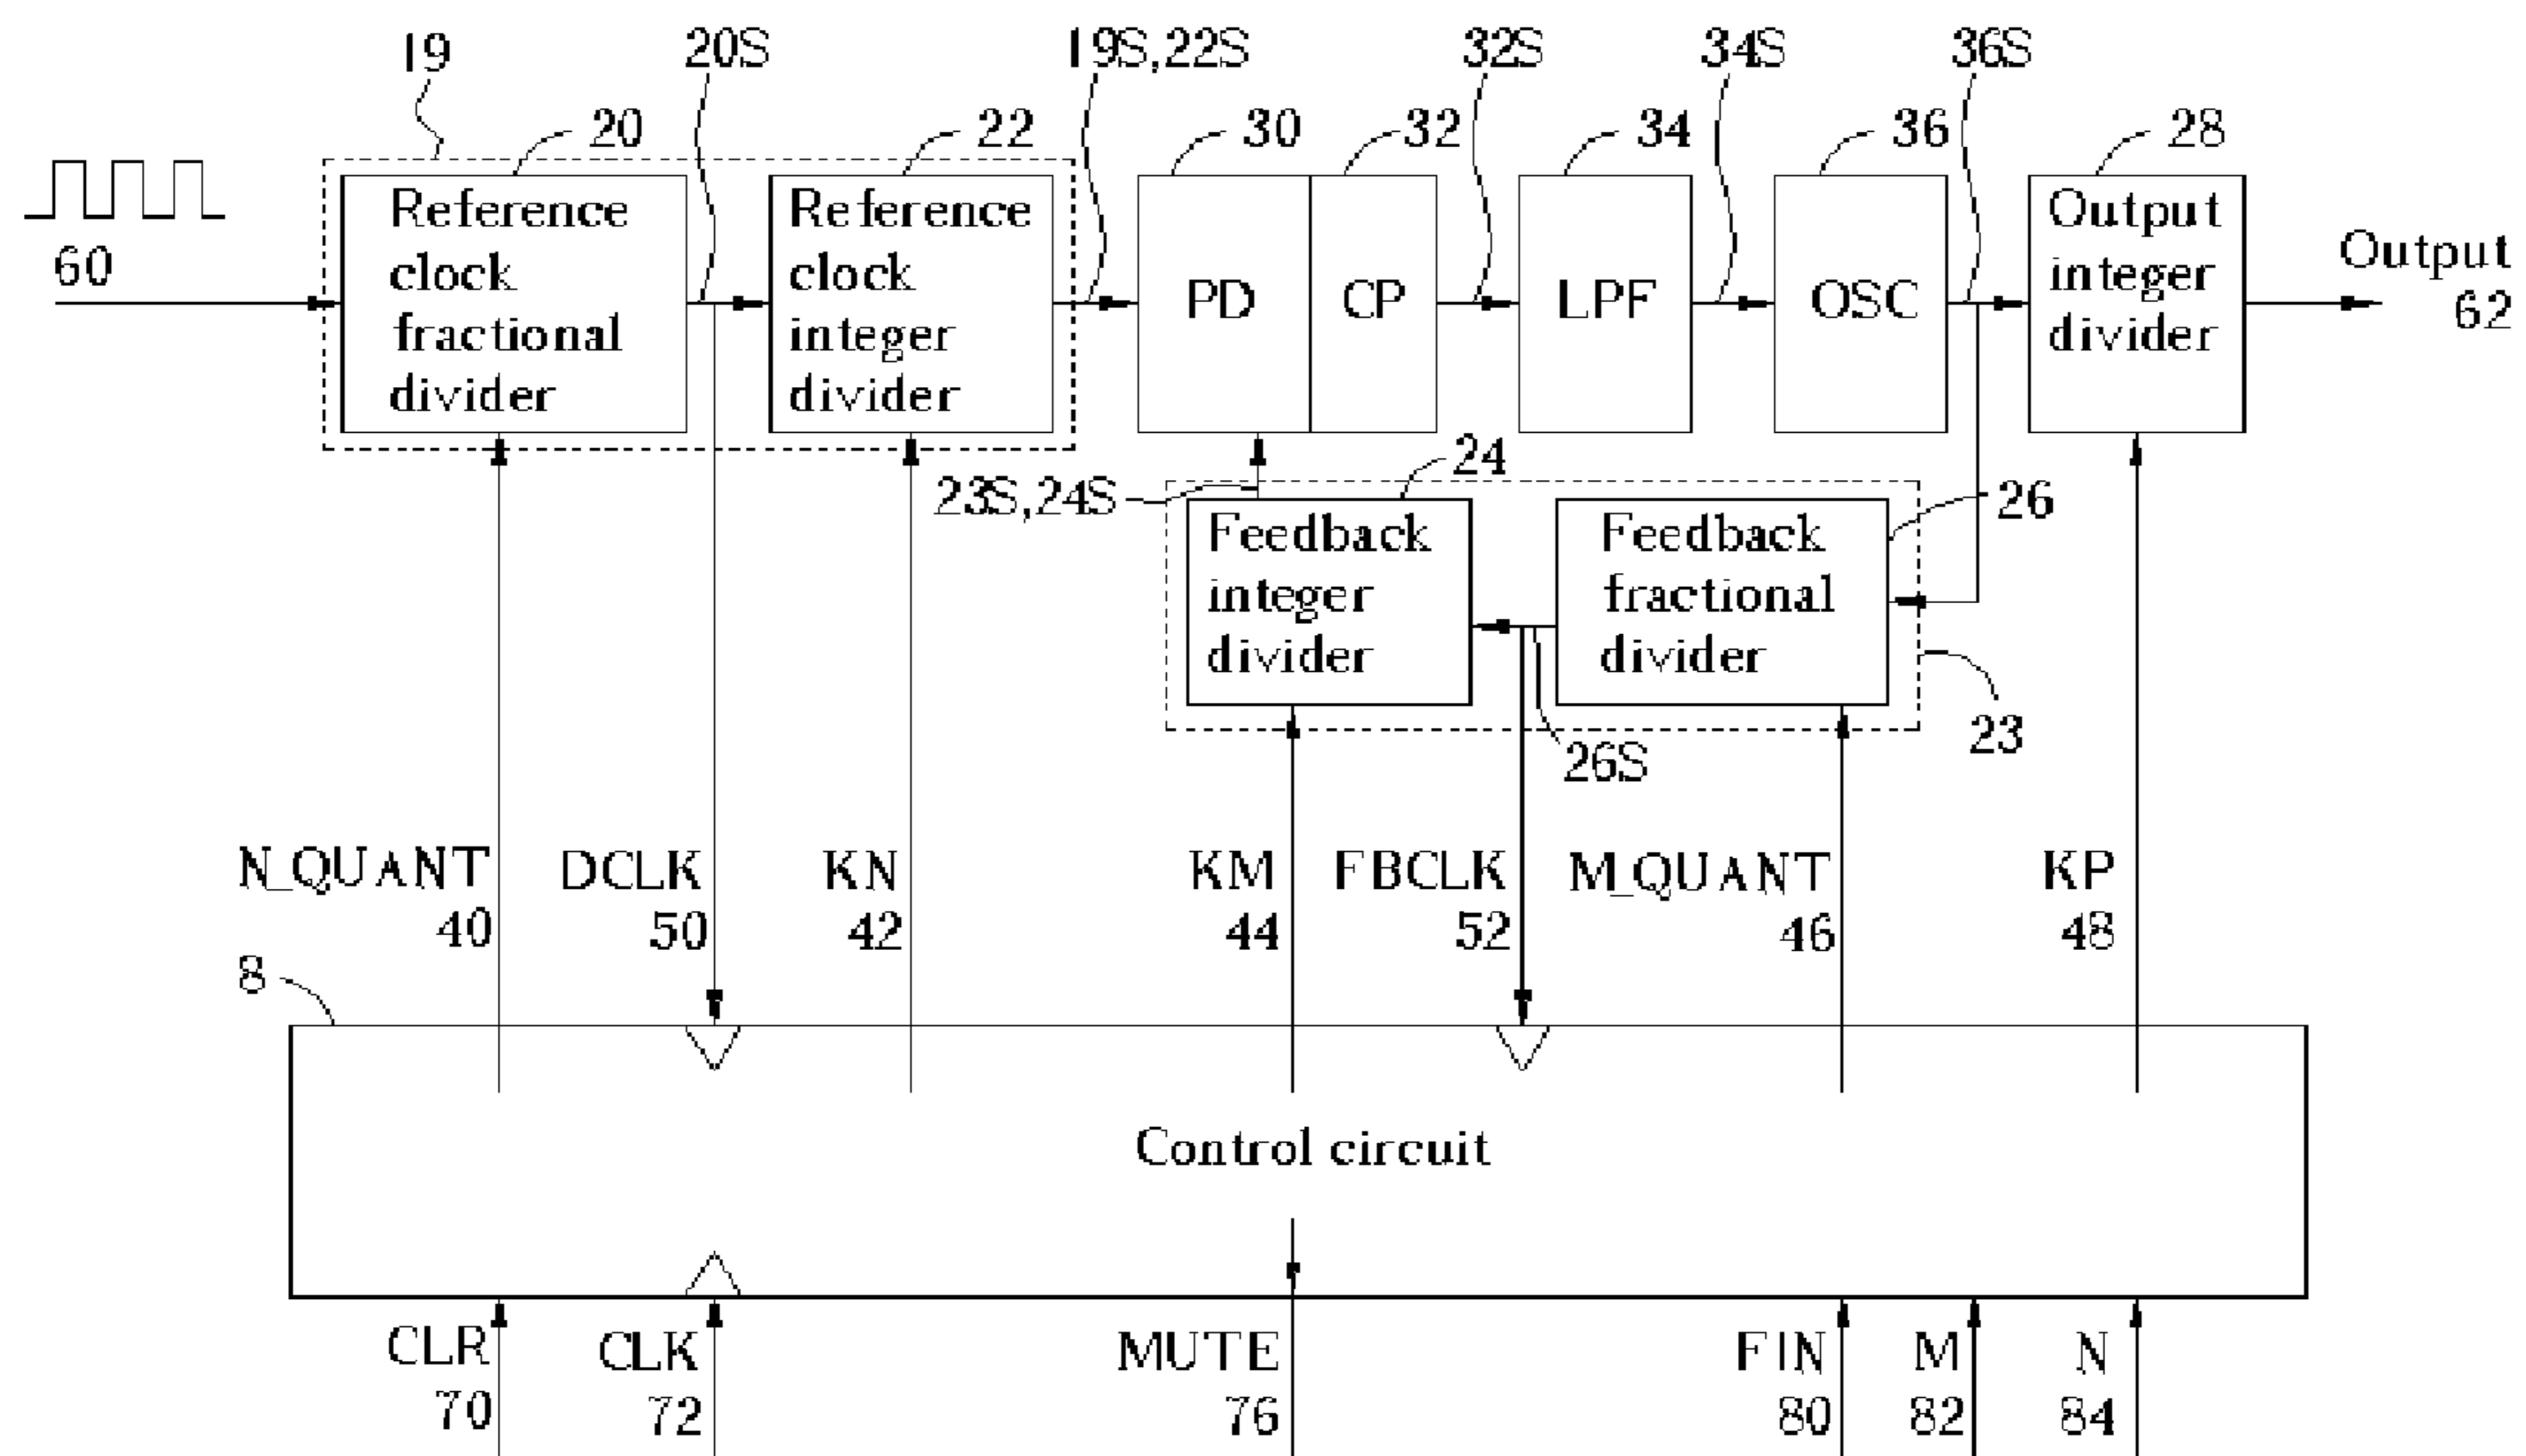 19
20S
19S,22S
32S
34S
36S
20
22
30
32
34
36
28
60
Reference
clock
fractional
divider
Reference
clock
integer
divider
PD
CP
LPF
OSC
Output
integer
divider
Output
62
23S,24S
24
26
Feedback
integer
divider
Feedback
fractional
divider
23
26S
N_QUANT
40
DCLK
50
KN
42
KM
44
FBCLK
52
M_QUANT
46
KP
48
8
Control circuit
CLR
70
CLK
72
MUTE
76
FIN
80
M
82
N
84